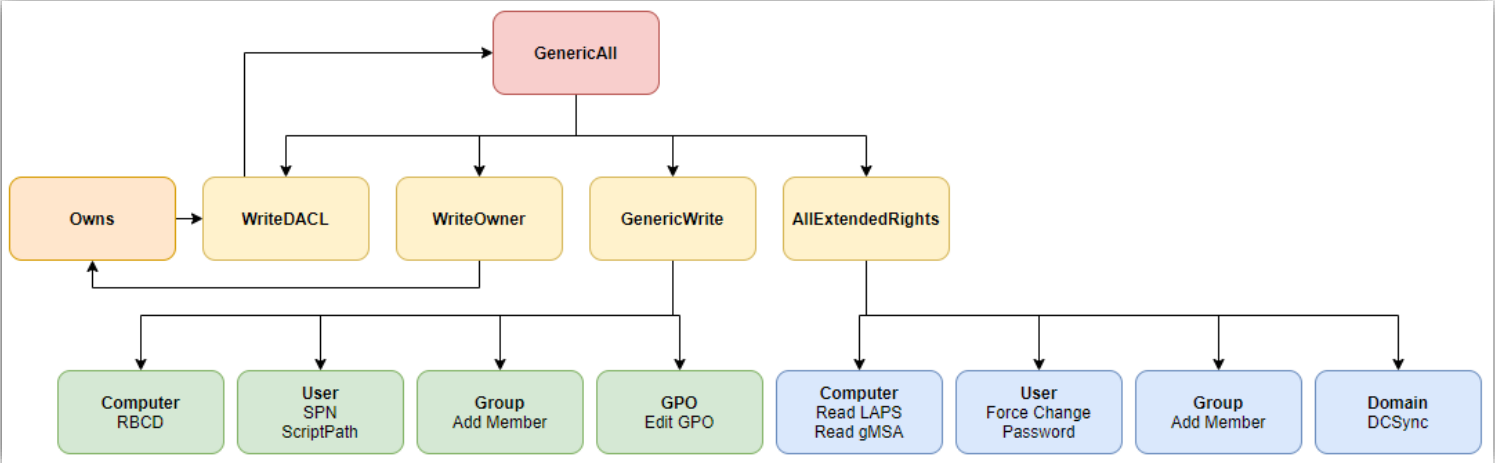 GenericAll
Owns
WriteDACL
WriteOwner
GenericWrite
AllExtendedRights
Computer
RBCD
User
SPN
ScriptPath
Group
Add Member
GPO
Edit GPO
Computer
Read LAPS
Read gMSA
User
Force Change
Password
Group
Add Member
Domain
DCSync